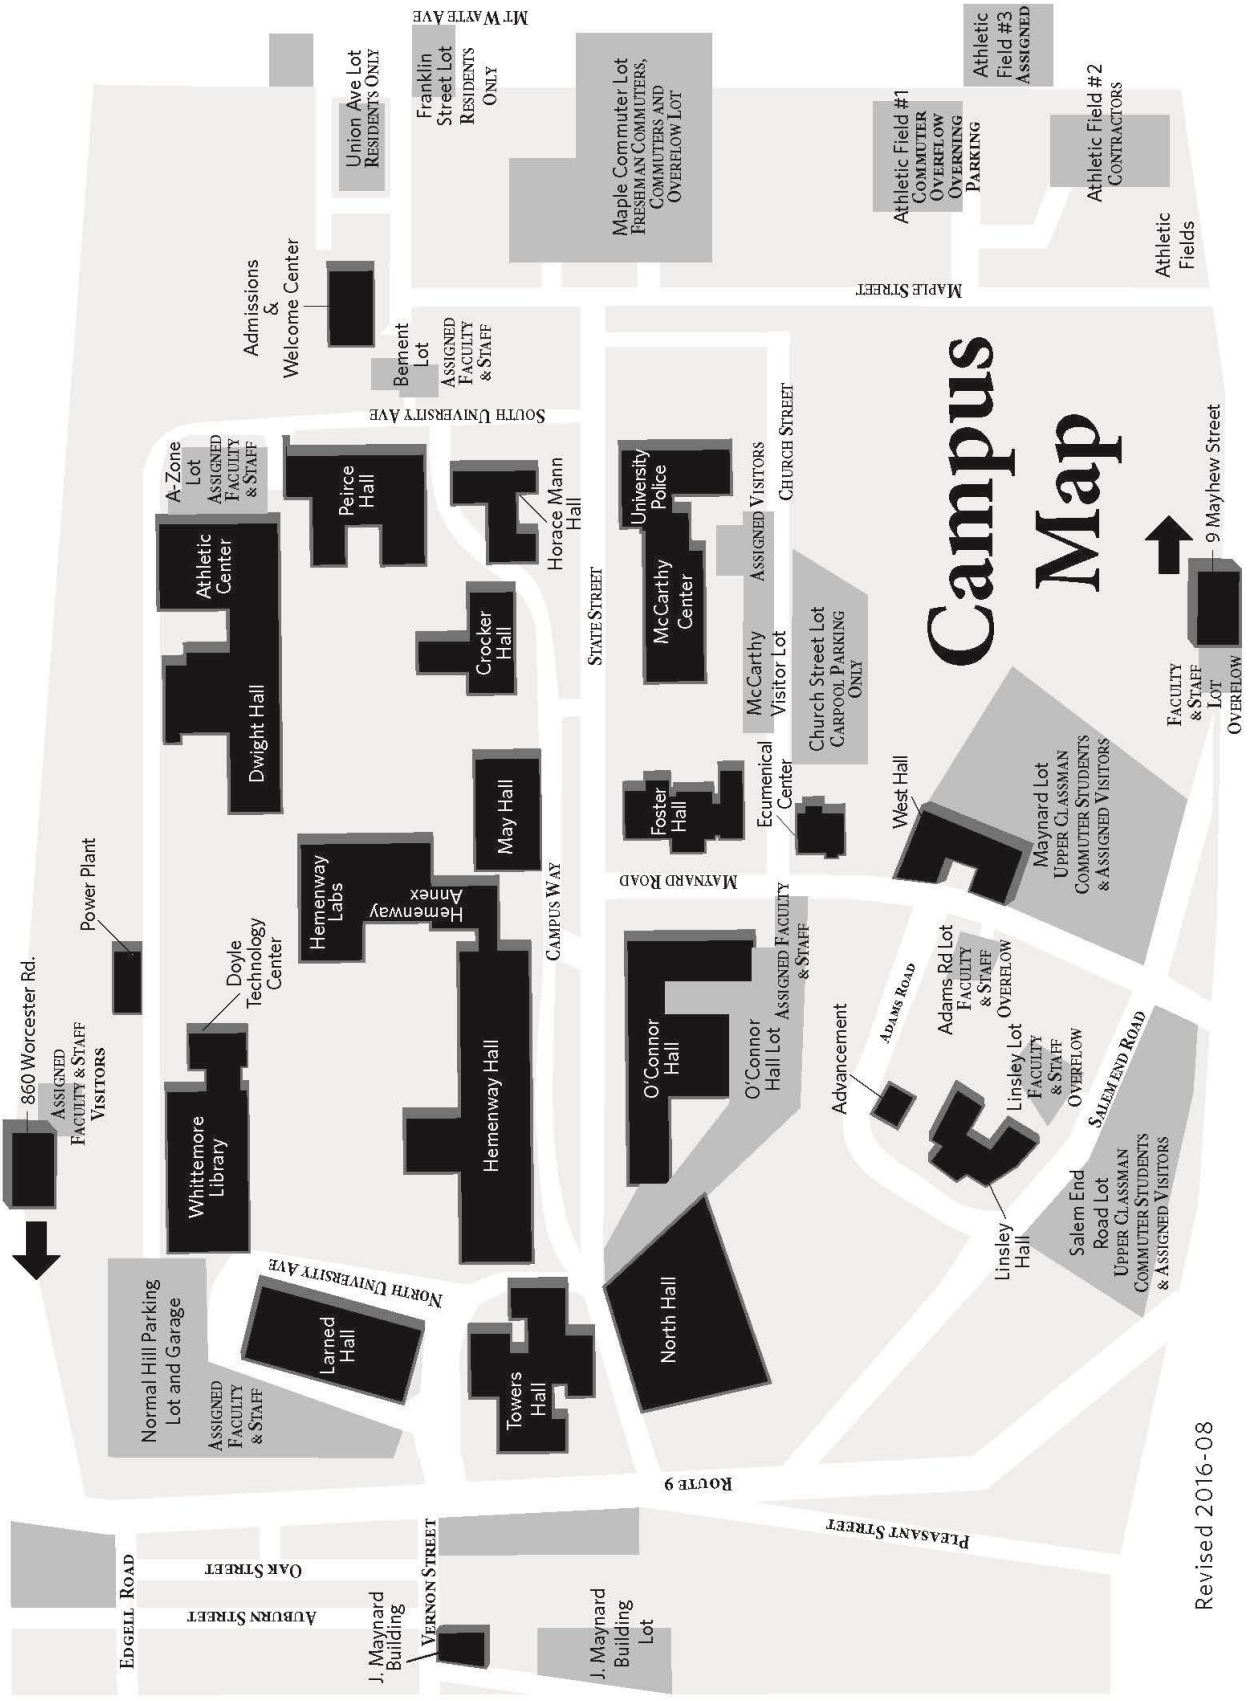 860 Worcester Rd.
ASSIGNED
FACULTY & STAFF
VISITORS
Power Plant
Normal Hill Parking
Lot and Garage
ASSIGNED
FACULTY
& STAFF
Whittemore
Library
Doyle
Technology
Center
Dwight Hall
Athletic
Center
A-Zone
Lot
ASSIGNED
FACULTY
& STAFF
Admissions
&
Welcome Center
Union Ave Lot
RESIDENTS ONLY
Franklin
Street Lot
RESIDENTS
ONLY
MT WAYTE AVE
EDGELL ROAD
OAK STREET
AUBURN STREET
VERNON STREET
J. Maynard
Building
J. Maynard
Building
Lot
Larned
Hall
NORTH UNIVERSITY AVE
Hemenway
Labs
Hemenway
Annex
Hemenway Hall
May Hall
Crocker
Hall
Peirce
Hall
Horace Mann
Hall
SOUTH UNIVERSITY AVE
Bement
Lot
ASSIGNED
FACULTY
& STAFF
Towers
Hall
CAMPUS WAY
STATE STREET
Maple Commuter Lot
FRESHMAN COMMUTERS,
COMMUTERS AND
OVERFLOW LOT
North Hall
O'Connor
Hall
O'Connor
Hall Lot
ASSIGNED FACULTY
& STAFF
MAYNARD ROAD
Foster
Hall
McCarthy
Center
University
Police
McCarthy
Visitor Lot
ASSIGNED VISITORS
CHURCH STREET
Ecumenical
Center
Church Street Lot
CARPOOL PARKING
ONLY
ROUTE 9
PLEASANT STREET
Advancement
ADAMS ROAD
West Hall
Adams Rd Lot
FACULTY
& STAFF
OVERFLOW
Linsley
Hall
Linsley Lot
FACULTY
& STAFF
OVERFLOW
SALEM END ROAD
Salem End
Road Lot
UPPER CLASSMAN
COMMUTER STUDENTS
& ASSIGNED VISITORS
Maynard Lot
UPPER CLASSMAN
COMMUTER STUDENTS
& ASSIGNED VISITORS
MAPLE STREET
Athletic Field #1
COMMUTER
OVERFLOW
OVERNING
PARKING
Athletic
Field #3
ASSIGNED
Athletic Field #2
CONTRACTORS
Athletic
Fields
Campus
Map
9 Mayhew Street
FACULTY
& STAFF
LOT
OVERFLOW
Revised 2016-08